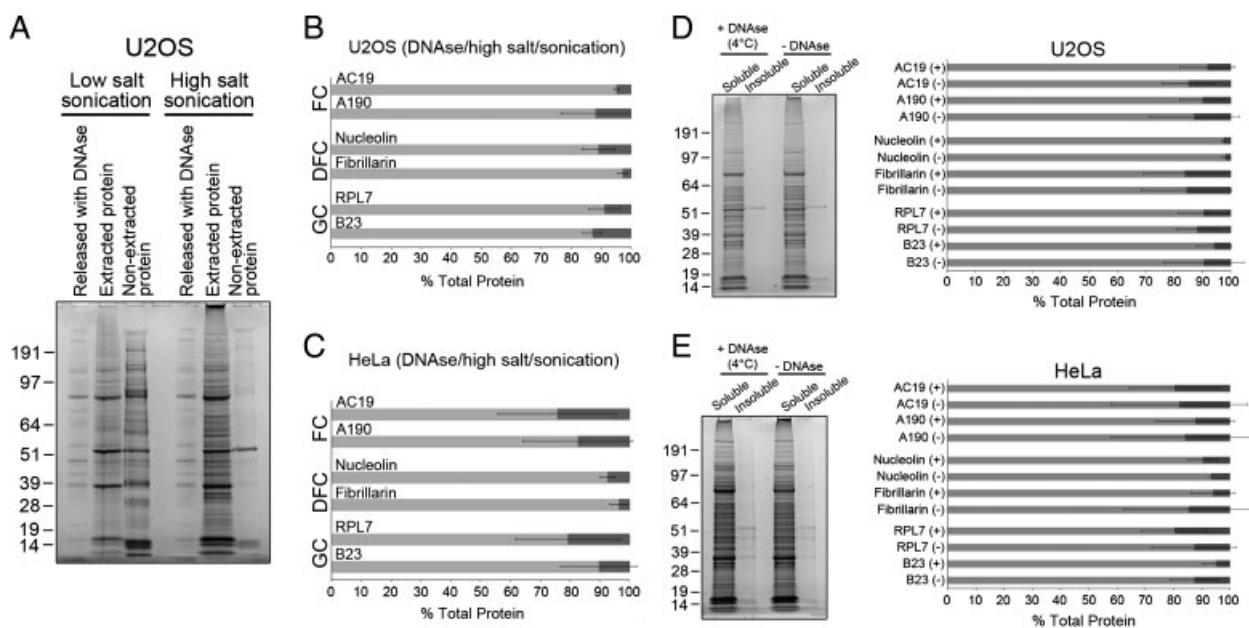 A
U2OS
Low salt sonication
High salt sonication
Released with DNAse
Extracted protein
Non-extracted protein
Released with DNAse
Extracted protein
Non-extracted protein
191
97
64
51
39
28
19
14
B
U2OS (DNAse/high salt/sonication)
FC
AC19
A190
DFC
Nucleolin
Fibrillarin
GC
RPL7
B23
0 10 20 30 40 50 60 70 80 90 100
% Total Protein
C
HeLa (DNAse/high salt/sonication)
FC
AC19
A190
DFC
Nucleolin
Fibrillarin
GC
RPL7
B23
0 10 20 30 40 50 60 70 80 90 100
% Total Protein
D
+ DNAse (4°C)
- DNAse
Soluble
Insoluble
Soluble
Insoluble
191
97
64
51
39
28
19
14
U2OS
AC19 (+)
AC19 (-)
A190 (+)
A190 (-)
Nucleolin (+)
Nucleolin (-)
Fibrillarin (+)
Fibrillarin (-)
RPL7 (+)
RPL7 (-)
B23 (+)
B23 (-)
0 10 20 30 40 50 60 70 80 90 100
% Total Protein
E
+ DNAse (4°C)
- DNAse
Soluble
Insoluble
Soluble
Insoluble
191
97
64
51
39
28
19
14
HeLa
AC19 (+)
AC19 (-)
A190 (+)
A190 (-)
Nucleolin (+)
Nucleolin (-)
Fibrillarin (+)
Fibrillarin (-)
RPL7 (+)
RPL7 (-)
B23 (+)
B23 (-)
0 10 20 30 40 50 60 70 80 90 100
% Total Protein